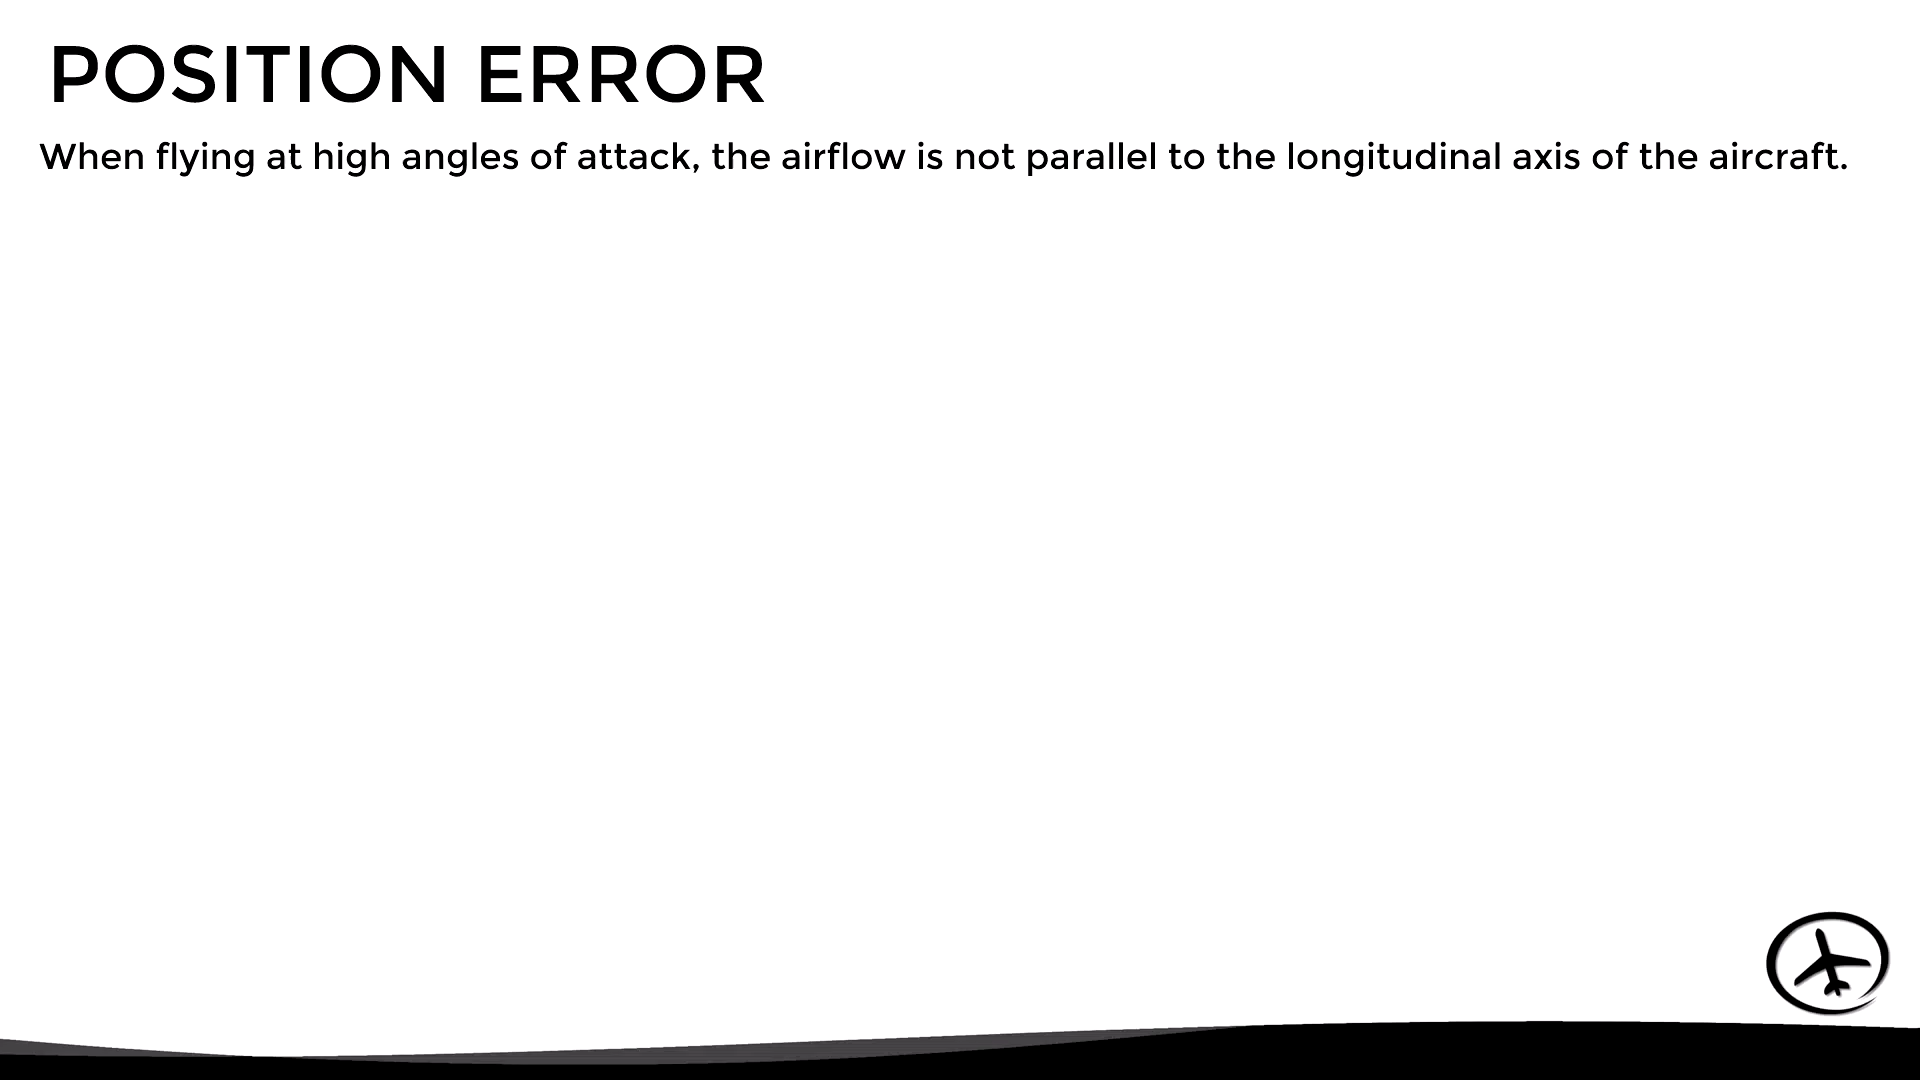 POSITION ERROR
When flying at high angles of attack, the airflow is not parallel to the longitudinal axis of the aircraft.